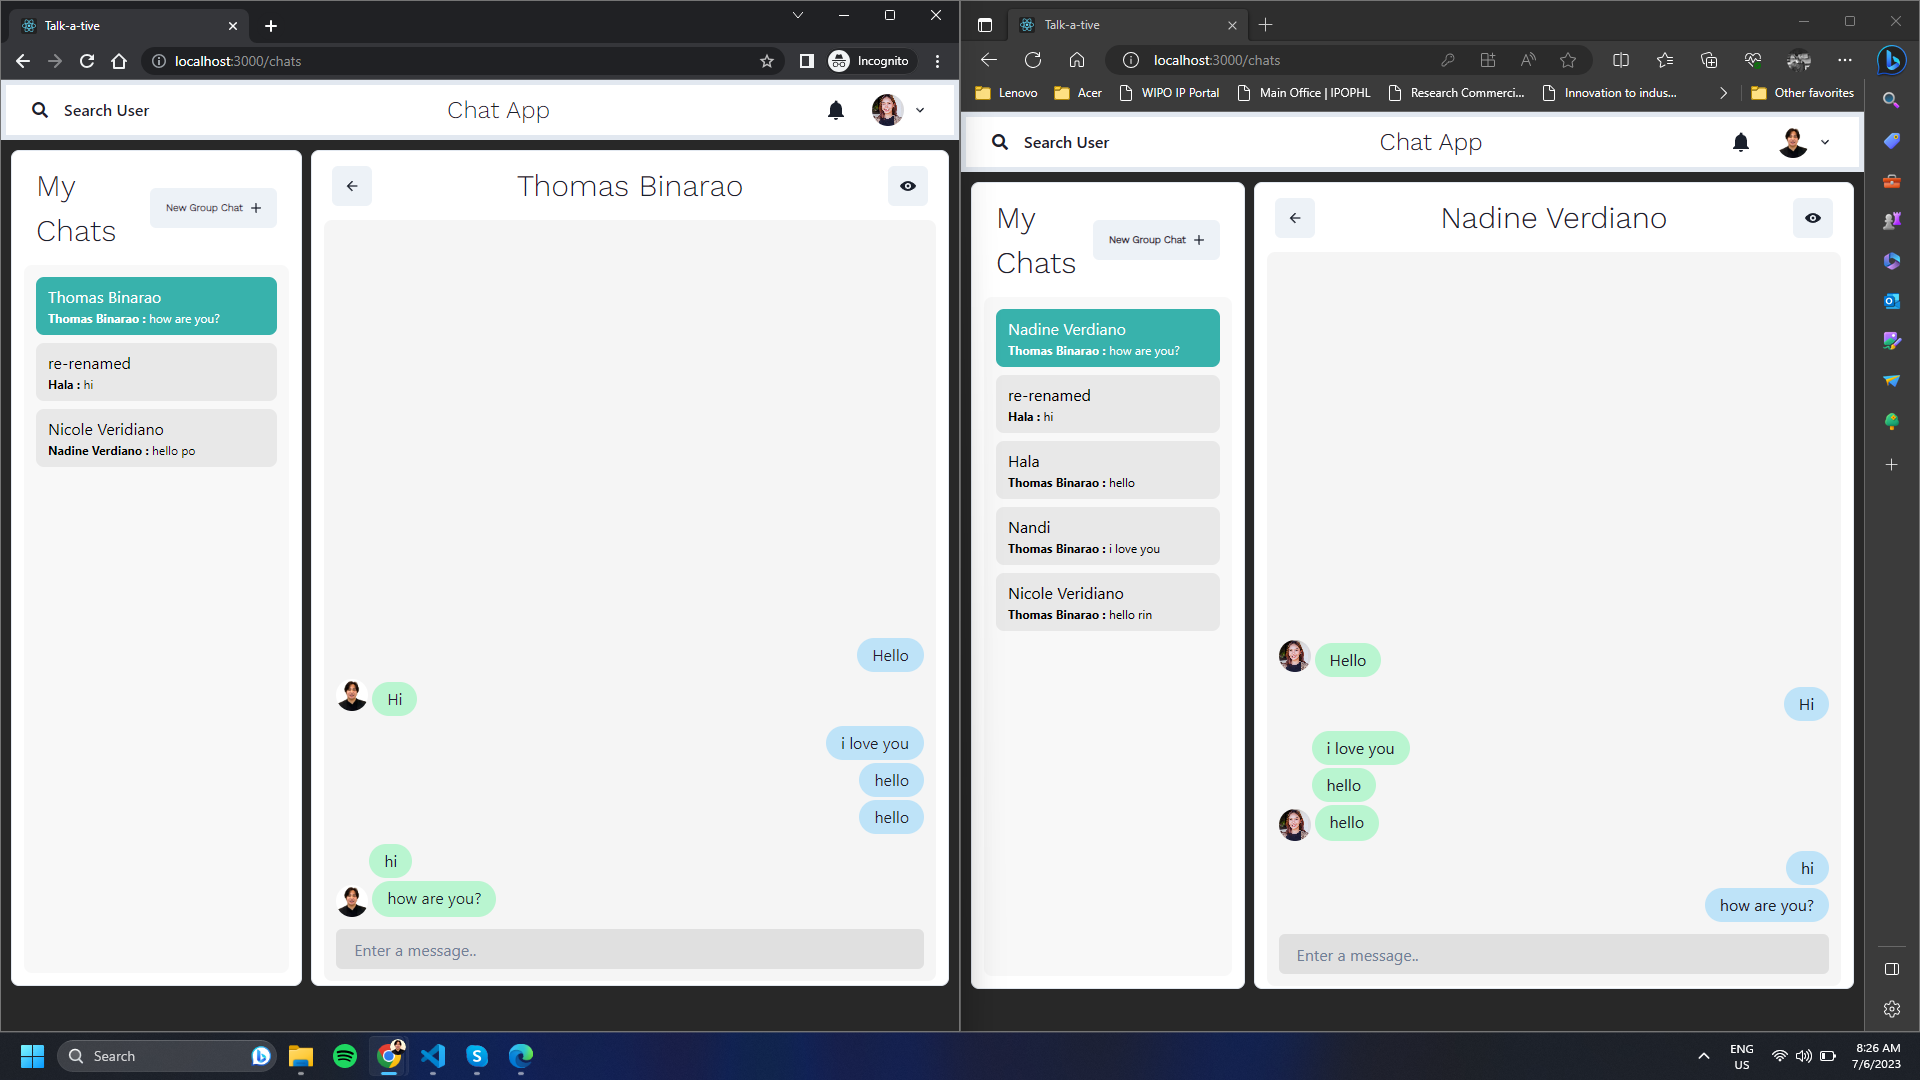 Talk-a-tive
localhost:3000/chats
Incognito
Search User
Chat App
My
Chats
New Group Chat
Thomas Binarao
Thomas Binarao : how are you?
re-renamed
Hala : hi
Nicole Veridiano
Nadine Verdiano : hello po
Thomas Binarao
Hello
Hi
i love you
hello
hello
hi
how are you?
Enter a message..
Talk-a-tive
localhost:3000/chats
Lenovo
Acer
WIPO IP Portal
Main Office | IPOPHL
Research Commerci...
Innovation to indus...
Other favorites
Search User
Chat App
My
Chats
New Group Chat
Nadine Verdiano
Thomas Binarao : how are you?
re-renamed
Hala : hi
Hala
Thomas Binarao : hello
Nandi
Thomas Binarao : i love you
Nicole Veridiano
Thomas Binarao : hello rin
Nadine Verdiano
Hello
Hi
i love you
hello
hello
hi
how are you?
Enter a message..
Search
ENG
US
8:26 AM
7/6/2023